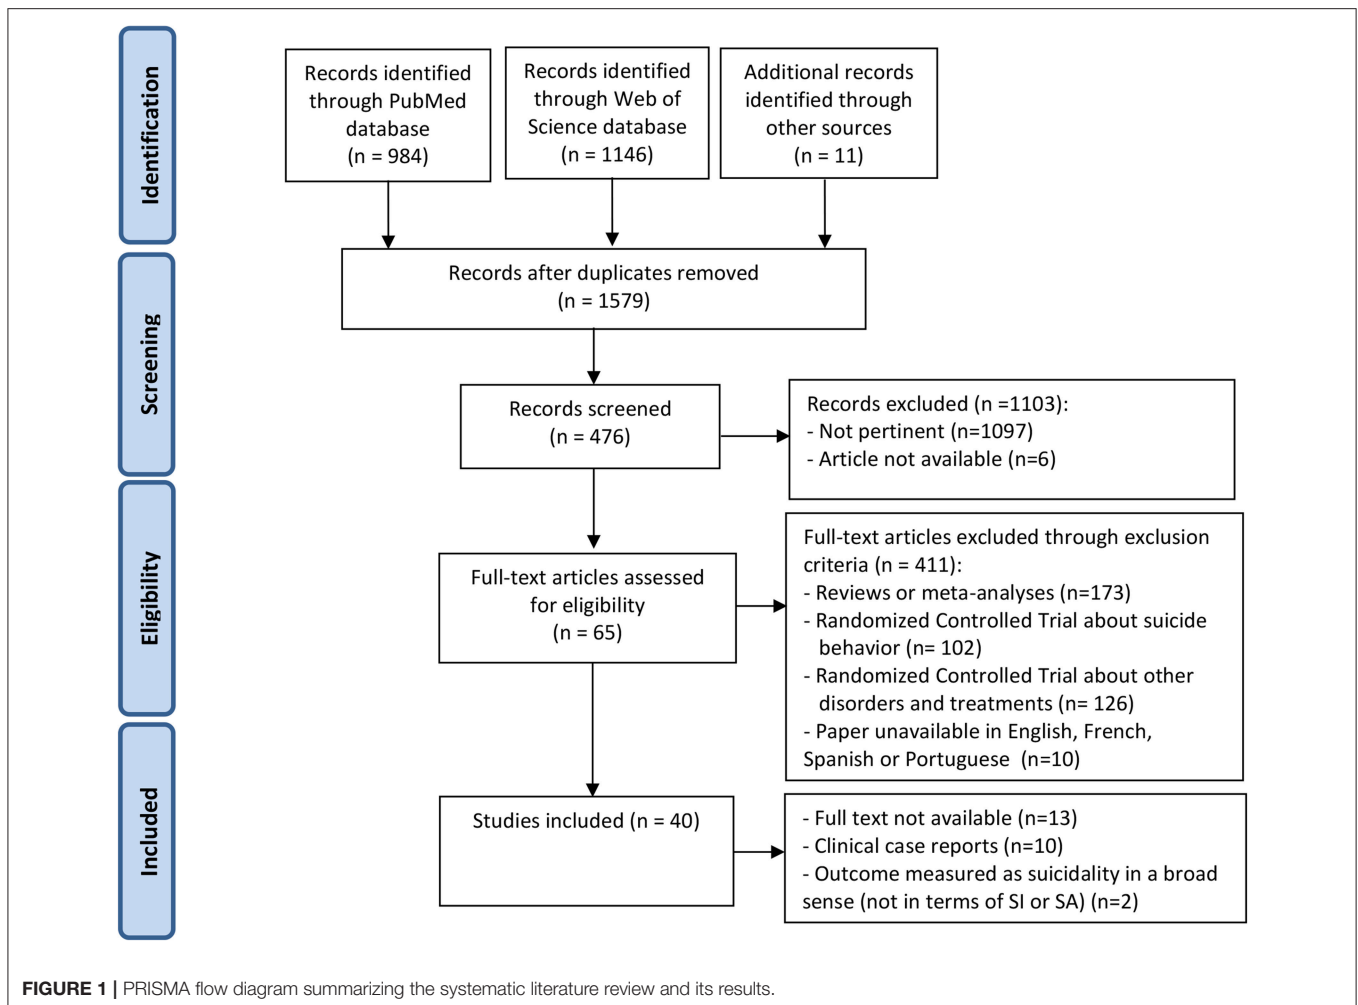 Identification
Records identified
through PubMed
database
(n = 984)
Records identified
through Web of
Science database
(n = 1146)
Additional records
identified through
other sources
(n = 11)
Records after duplicates removed
(n = 1579)
Screening
Records screened
(n = 476)
Records excluded (n =1103):
- Not pertinent (n=1097)
- Article not available (n=6)
Eligibility
Full-text articles assessed
for eligibility
(n = 65)
Full-text articles excluded through exclusion
criteria (n = 411):
- Reviews or meta-analyses (n=173)
- Randomized Controlled Trial about suicide
behavior (n= 102)
- Randomized Controlled Trial about other
disorders and treatments (n= 126)
- Paper unavailable in English, French,
Spanish or Portuguese (n=10)
Included
Studies included (n = 40)
- Full text not available (n=13)
- Clinical case reports (n=10)
- Outcome measured as suicidality in a broad
sense (not in terms of SI or SA) (n=2)
FIGURE 1 | PRISMA flow diagram summarizing the systematic literature review and its results.